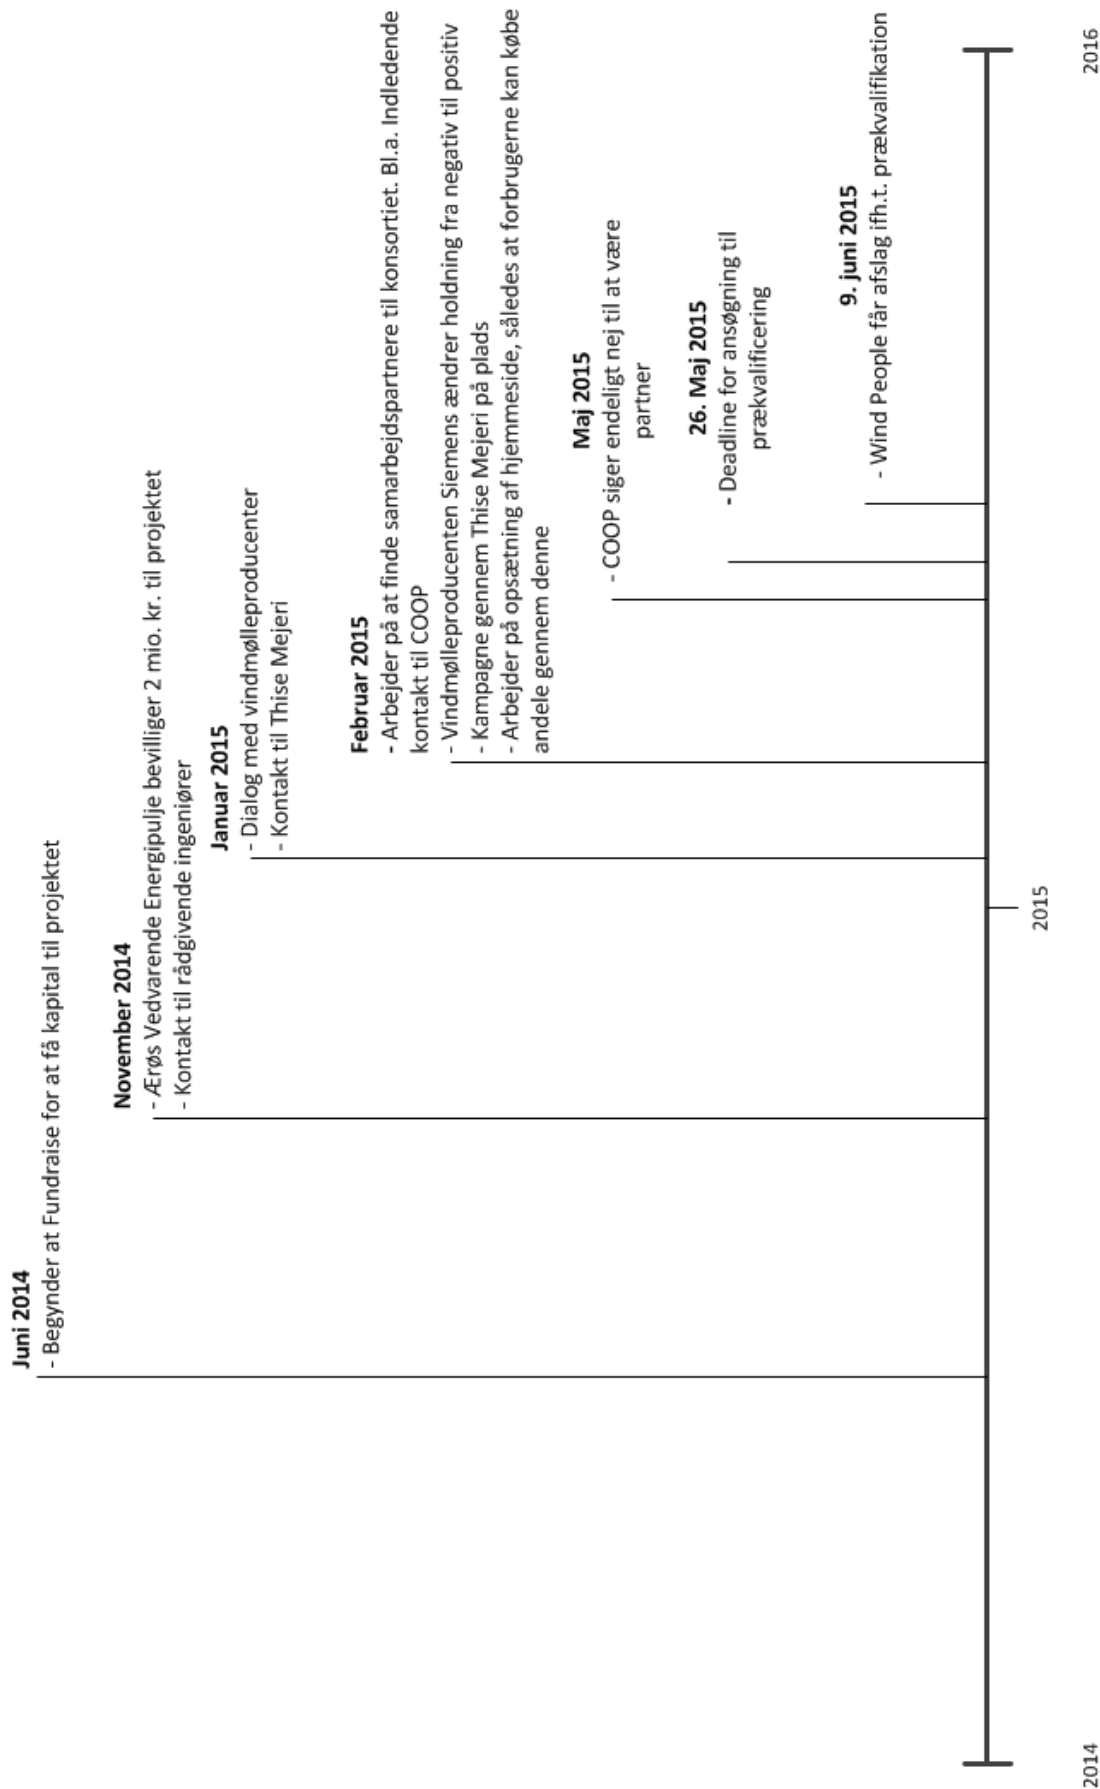 Juni 2014
- Begynder at Fundraise for at få kapital til projektet
November 2014
- Ærøs Vedvarende Energipulje bevilliger 2 mio. kr. til projektet
- Kontakt til rådgivende ingeniører
Januar 2015
- Dialog med vindmølleproducenter
- Kontakt til Thise Mejeri
Februar 2015
- Arbejder på at finde samarbejdspartnere til konsortiet. Bl.a. Indledende
kontakt til COOP
- Vindmølleproducenten Siemens ændrer holdning fra negativ til positiv
- Kampagne gennem Thise Mejeri på plads
- Arbejder på opsætning af hjemmeside, således at forbrugerne kan købe
andele gennem denne
Maj 2015
- COOP siger endeligt nej til at være
partner
26. Maj 2015
- Deadline for ansøgning til
prækvalificering
9. juni 2015
- Wind People får afslag ifh.t. prækvalifikation
2014
2015
2016